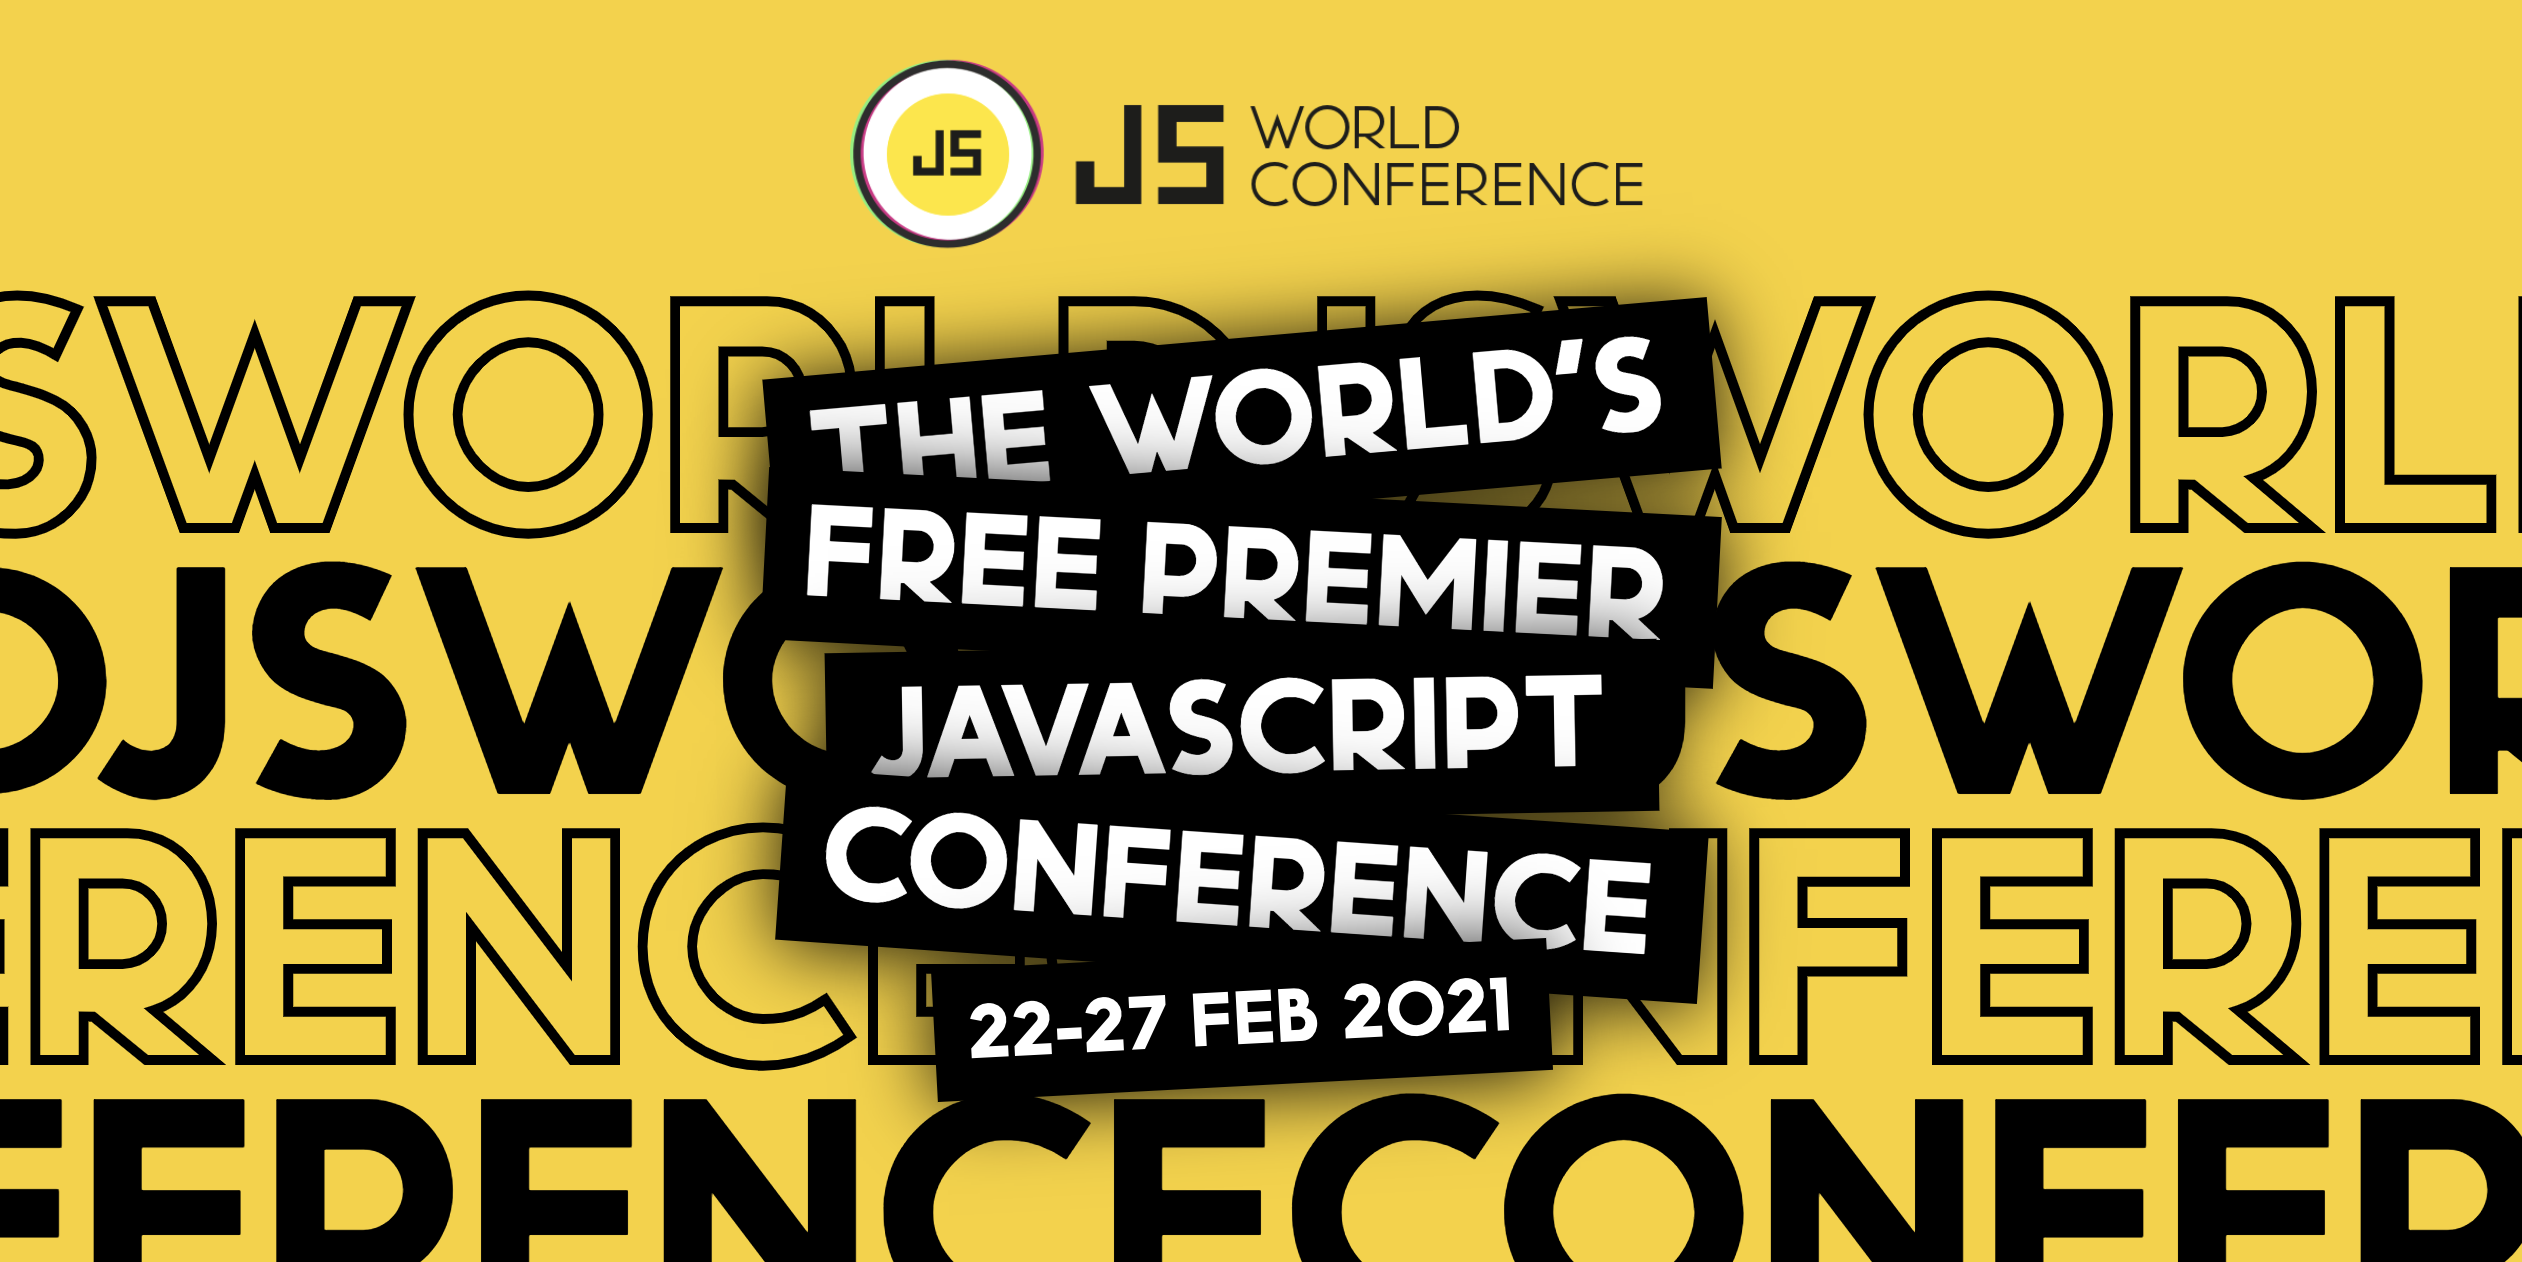 JS
JS
WORLD
CONFERENCE
THE WORLD'S
FREE PREMIER
JAVASCRIPT
CONFERENCE
22-27 FEB 2021